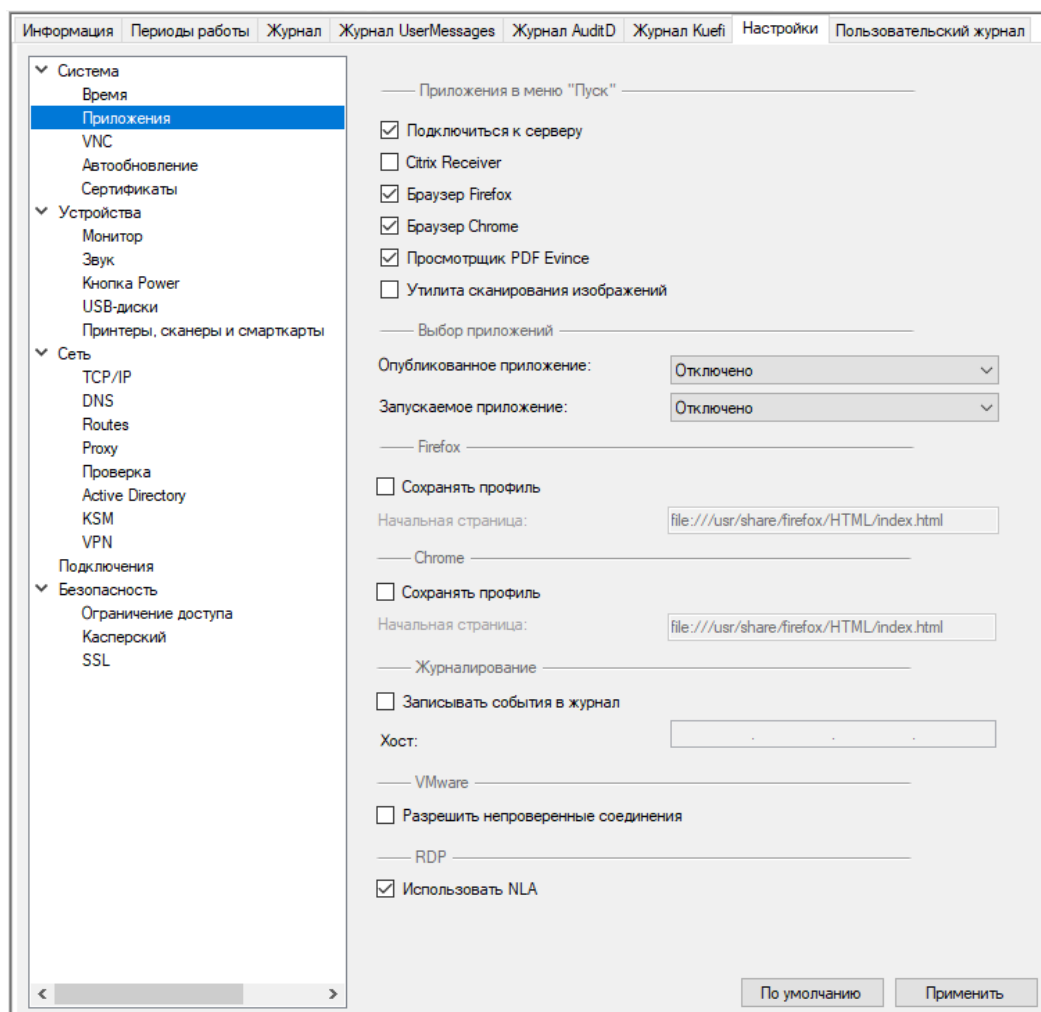 Информация Периоды работы Журнал Журнал UserMessages Журнал AuditD Журнал Kuefi Настройки Пользовательский журнал
Система
Время
Приложения
VNC
Автообновление
Сертификаты
Устройства
Монитор
Звук
Кнопка Power
USB-диски
Принтеры, сканеры и смарткарты
Сеть
TCP/IP
DNS
Routes
Proxy
Проверка
Active Directory
KSM
VPN
Подключения
Безопасность
Ограничение доступа
Касперский
SSL
Приложения в меню "Пуск"
Подключиться к серверу
Citrix Receiver
Браузер Firefox
Браузер Chrome
Просмотрщик PDF Evince
Утилита сканирования изображений
Выбор приложений
Опубликованное приложение: Отключено
Запускаемое приложение: Отключено
Firefox
Сохранять профиль
Начальная страница: file:///usr/share/firefox/HTML/index.html
Chrome
Сохранять профиль
Начальная страница: file:///usr/share/firefox/HTML/index.html
Журналирование
Записывать события в журнал
Хост: . . .
VMware
Разрешить непроверенные соединения
RDP
Использовать NLA
По умолчанию Применить